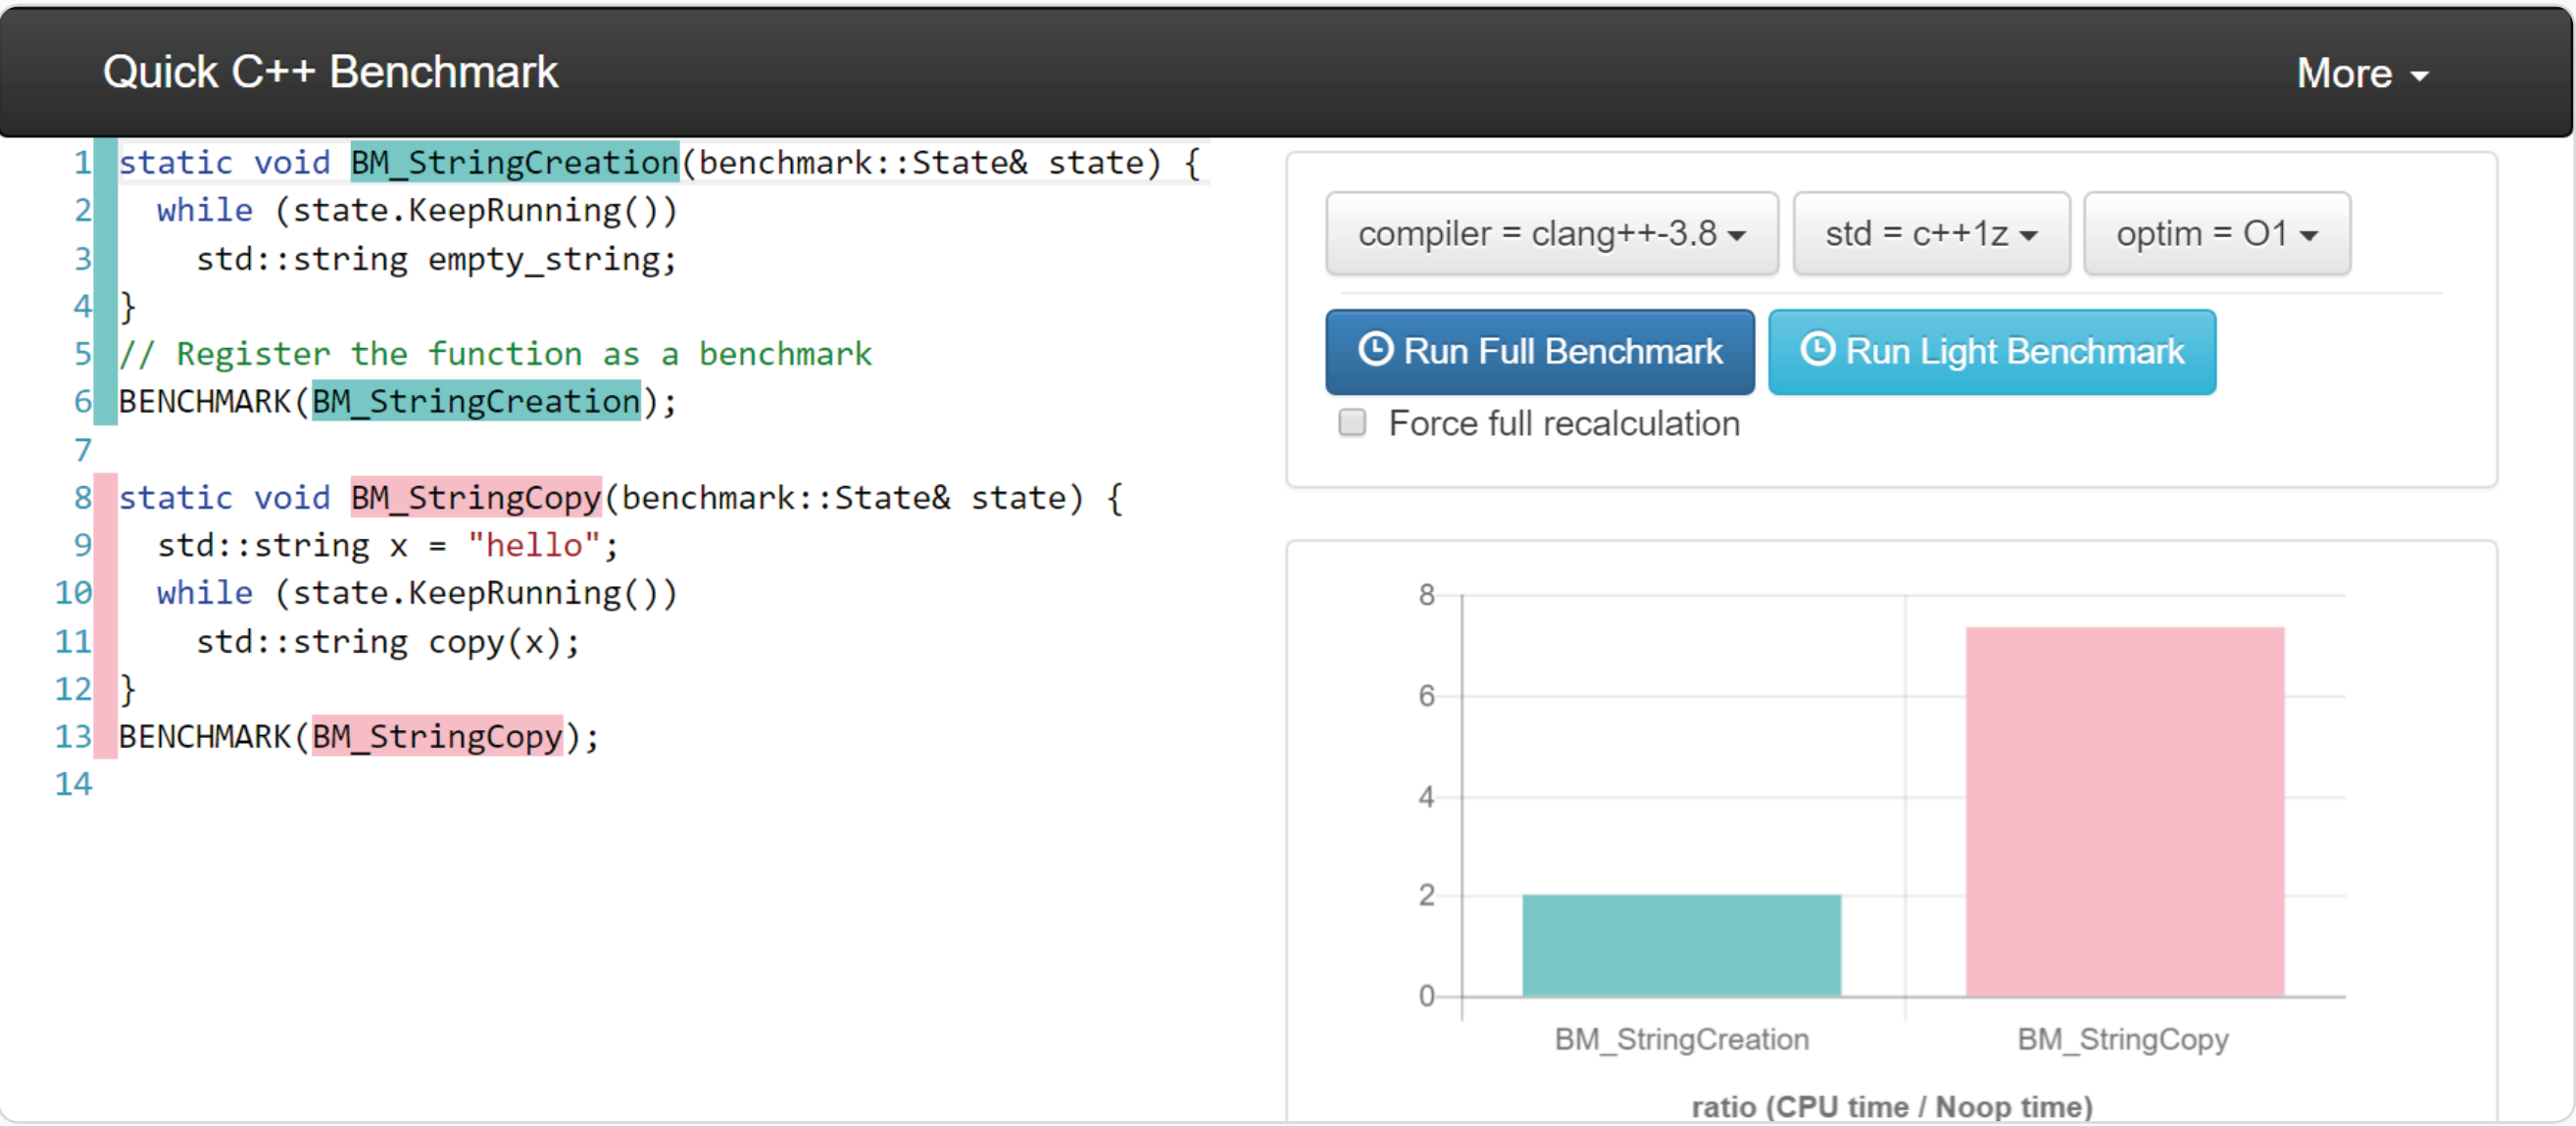 Quick C++ Benchmark
More
1 static void BM_StringCreation(benchmark::State& state) {
2   while (state.KeepRunning())
3     std::string empty_string;
4 }
5 // Register the function as a benchmark
6 BENCHMARK(BM_StringCreation);
7
8 static void BM_StringCopy(benchmark::State& state) {
9   std::string x = "hello";
10   while (state.KeepRunning())
11     std::string copy(x);
12 }
13 BENCHMARK(BM_StringCopy);
14
compiler = clang++-3.8
std = c++1z
optim = O1
Run Full Benchmark
Run Light Benchmark
Force full recalculation
8
6
4
2
0
BM_StringCreation
BM_StringCopy
ratio (CPU time / Noop time)